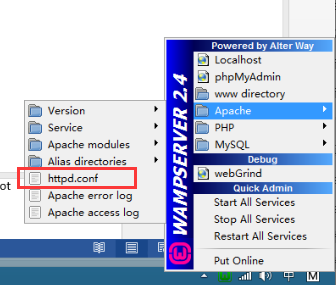 Powered by Alter Way
Localhost
phpMyAdmin
www directory
Apache
PHP
MySQL
Debug
webGrind
Quick Admin
Start All Services
Stop All Services
Restart All Services
Put Online
WAMPSERVER 2.4
Version
Service
Apache modules
Alias directories
httpd.conf
Apache error log
Apache access log
ot
中
M